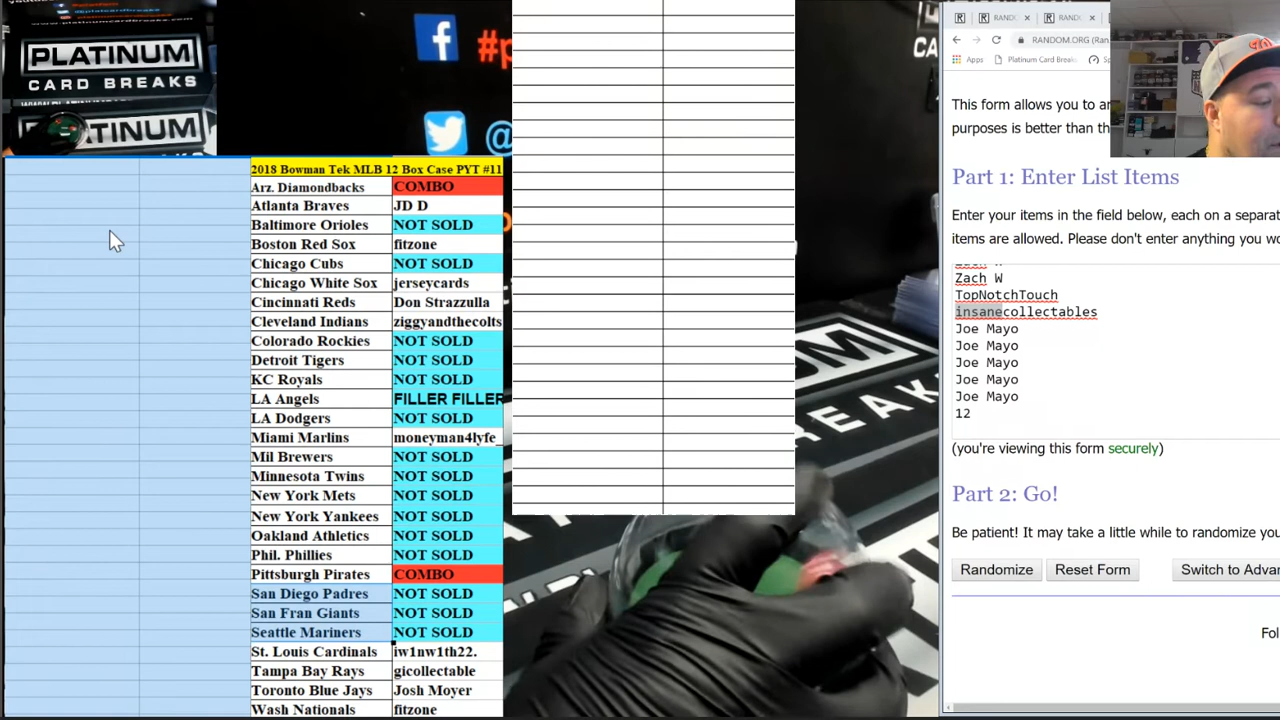 PLATINUM
CARD BREAKS
PLATINUM
f
#p
@
CAR
2018 Bowman Tek MLB 12 Box Case PYT #11
Arz. Diamondbacks COMBO
Atlanta Braves JD D
Baltimore Orioles NOT SOLD
Boston Red Sox fitzone
Chicago Cubs NOT SOLD
Chicago White Sox jerseycards
Cincinnati Reds Don Strazzulla
Cleveland Indians ziggyandthecolts
Colorado Rockies NOT SOLD
Detroit Tigers NOT SOLD
KC Royals NOT SOLD
LA Angels FILLER FILLER
LA Dodgers NOT SOLD
Miami Marlins moneyman4lyfe_
Mil Brewers NOT SOLD
Minnesota Twins NOT SOLD
New York Mets NOT SOLD
New York Yankees NOT SOLD
Oakland Athletics NOT SOLD
Phil. Phillies NOT SOLD
Pittsburgh Pirates COMBO
San Diego Padres NOT SOLD
San Fran Giants NOT SOLD
Seattle Mariners NOT SOLD
St. Louis Cardinals iw1nw1th22.
Tampa Bay Rays gicollectable
Toronto Blue Jays Josh Moyer
Wash Nationals fitzone
RANDOM.ORG (Ran
Apps Platinum Card Break
This form allows you to ar
purposes is better than th
Part 1: Enter List Items
Enter your items in the field below, each on a separat
items are allowed. Please don't enter anything you wo
Zach W
TopNotchTouch
insanecollectables
Joe Mayo
Joe Mayo
Joe Mayo
Joe Mayo
Joe Mayo
12
(you're viewing this form securely)
Part 2: Go!
Be patient! It may take a little while to randomize you
Randomize Reset Form Switch to Advan
Fol